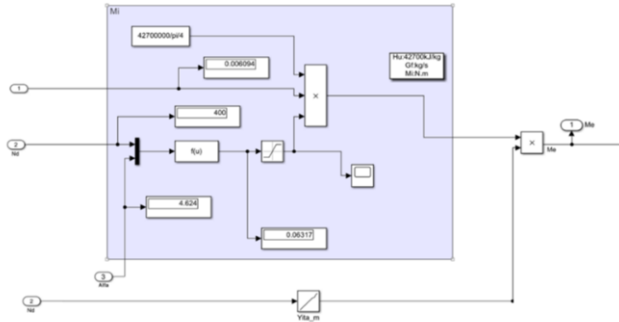 Mi
42700000/pi/4
0.006094
Hu:42700kJ/kg
Gf:kg/s
Mi:N.m
1
×
400
1
Me
2
Nd
f(u)
×
Me
4.624
0.06317
3
Alfa
2
Nd
Yita_m